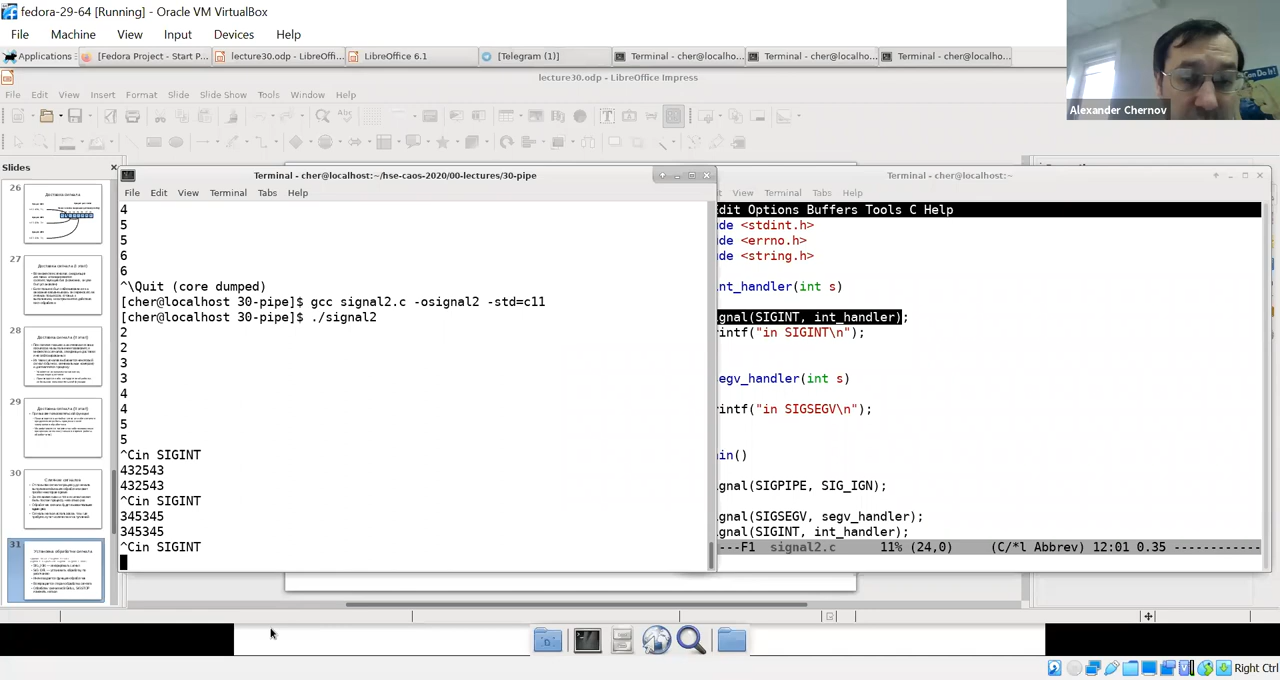 fedora-29-64 [Running] - Oracle VM VirtualBox
File Machine View Input Devices Help
Applications [Fedora Project - Start P... lecture30.odp - LibreOffi... LibreOffice 6.1 [Telegram (1)] Terminal - cher@localho... Terminal - cher@localho... Terminal - cher@localho...
lecture30.odp - LibreOffice Impress
File Edit View Insert Format Slide Slide Show Tools Window Help
Alexander Chernov
Slides
26
27
28
29
30
31
Доставка сигнала
Terminal - cher@localhost:~/hse-caos-2020/00-lectures/30-pipe
File Edit View Terminal Tabs Help
4
5
5
6
6
^\Quit (core dumped)
[cher@localhost 30-pipe]$ gcc signal2.c -osignal2 -std=c11
[cher@localhost 30-pipe]$ ./signal2
2
2
3
3
4
4
5
5
^Cin SIGINT
432543
432543
^Cin SIGINT
345345
345345
^Cin SIGINT
Terminal - cher@localhost:~
View Terminal Tabs Help
Edit Options Buffers Tools C Help
ude <stdint.h>
ude <errno.h>
ude <string.h>
int_handler(int s)
gnal(SIGINT, int_handler);
intf("in SIGINT\n");
segv_handler(int s)
intf("in SIGSEGV\n");
in()
gnal(SIGPIPE, SIG_IGN);
gnal(SIGSEGV, segv_handler);
gnal(SIGINT, int_handler);
---F1 signal2.c 11% (24,0) (C/*l Abbrev) 12:01 0.35 ------------
Right Ctrl